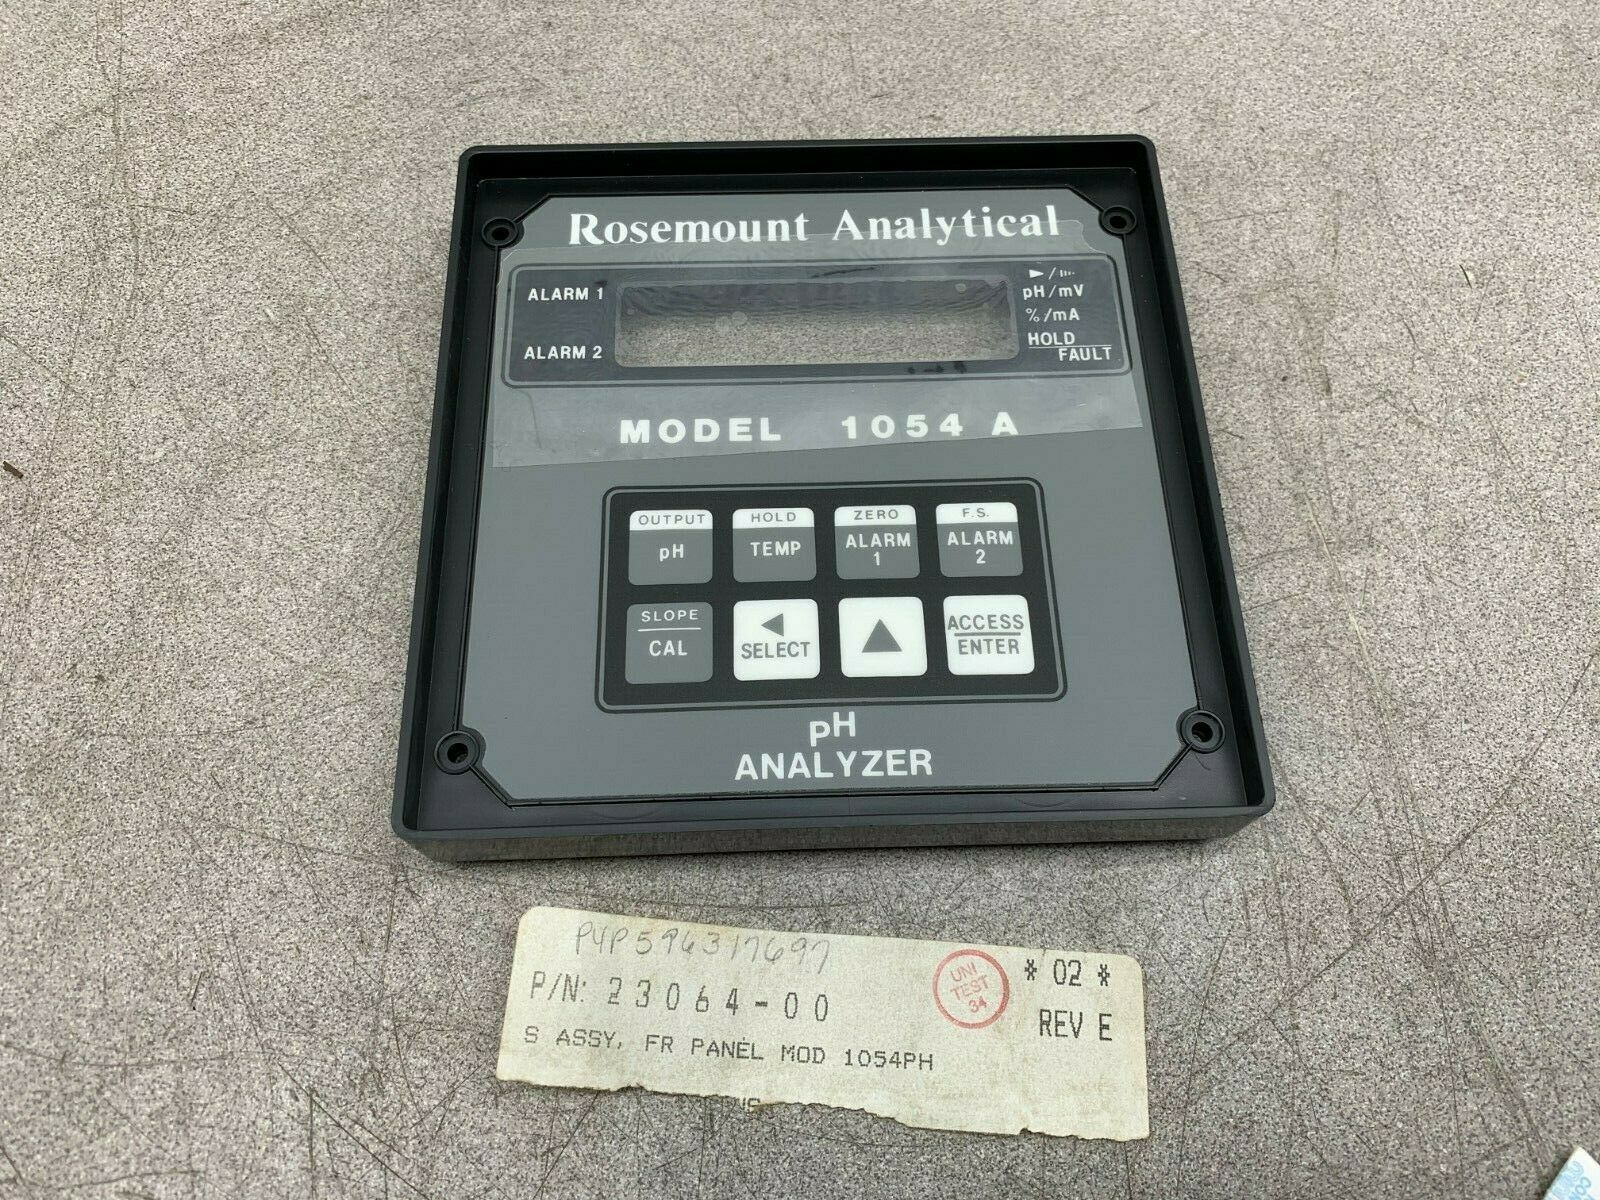 Rosemount Analytical
ALARM 1
ALARM 2
pH/mV
%/mA
HOLD
FAULT
MODEL 1054 A
OUTPUT
pH
HOLD
TEMP
ZERO
ALARM
1
F.S.
ALARM
2
SLOPE
CAL
SELECT
ACCESS
ENTER
pH
ANALYZER
P4P594317697
P/N: 23064-00
S ASSY, FR PANEL MOD 1054PH
UNI
TEST
34
* 02 *
REV E